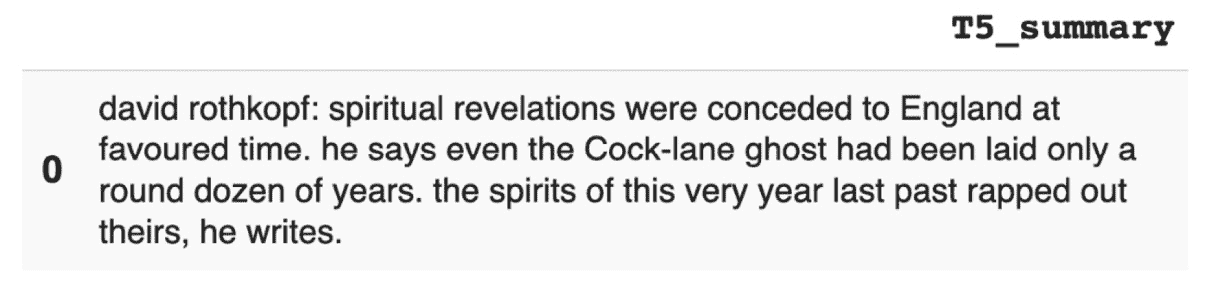 T5_summary
david rothkopf: spiritual revelations were conceded to England at
favoured time. he says even the Cock-lane ghost had been laid only a
0
round dozen of years. the spirits of this very year last past rapped out
theirs, he writes.